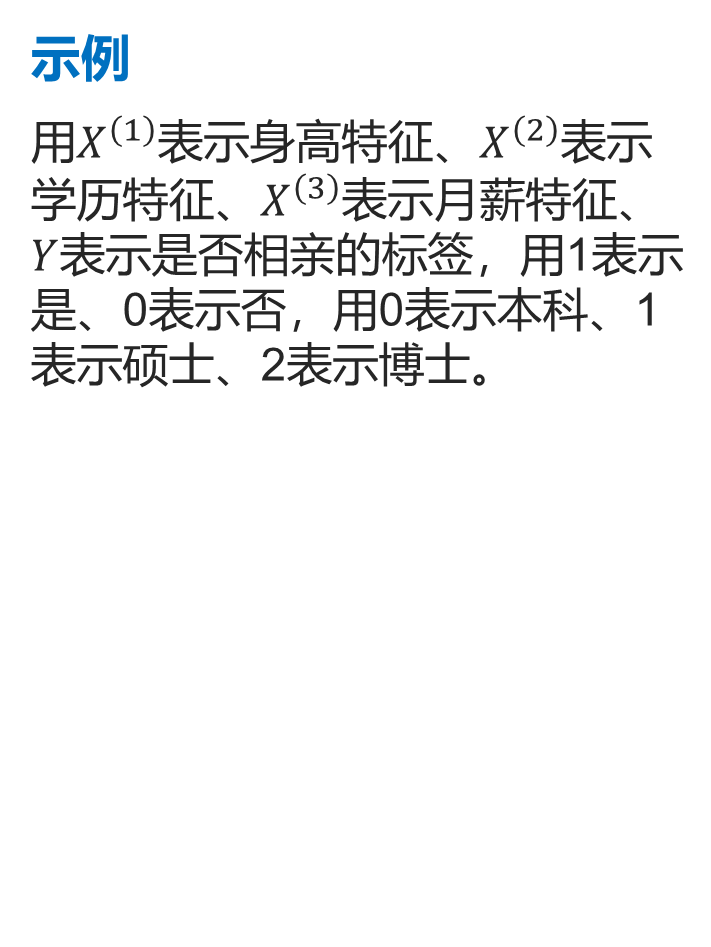 示例
用X⁽¹⁾表示身高特征、X⁽²⁾表示
学历特征、X⁽³⁾表示月薪特征、
Y表示是否相亲的标签，用1表示
是、0表示否，用0表示本科、1
表示硕士、2表示博士。